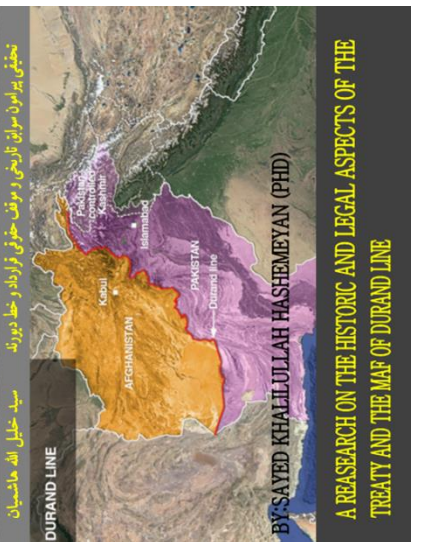 تحقیقی پیرامون سوابق تاریخی و موقف حقوقی قرارداد و خط دیورند سید خلیل الله هاشمیان
DURAND LINE
Pakistan
controlled
Kashmir
Kabul
Islamabad
AFGHANISTAN
PAKISTAN
Durand line
BY:SAYED KHALILULLAH HASHEMEYAN (PHD)
A REASEARCH ON THE HISTORIC AND LEGAL ASPECTS OF THE
TREATY AND THE MAF OF DURAND LINE